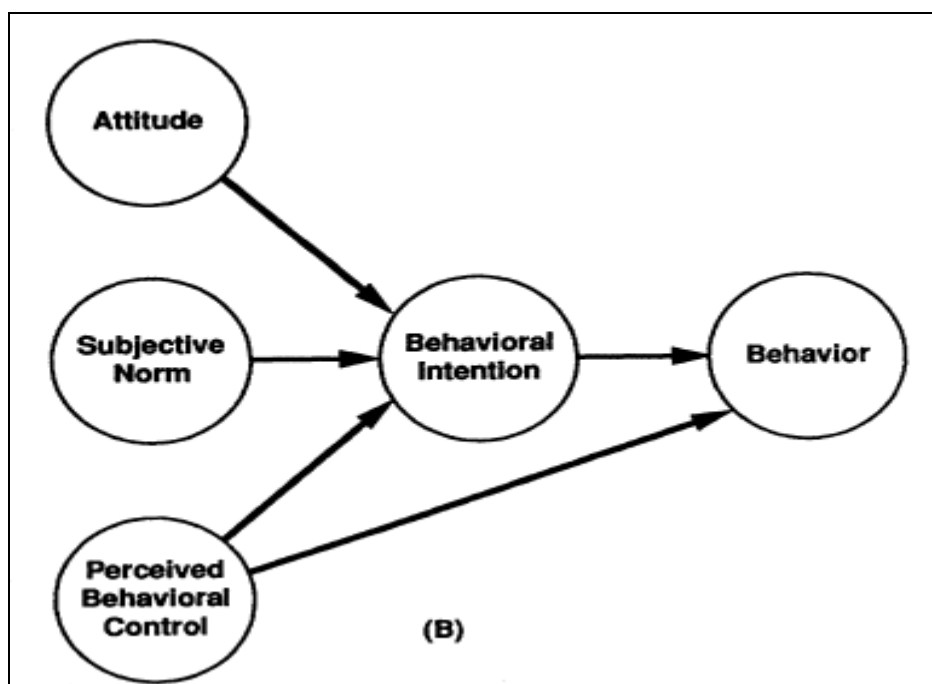 Attitude
Subjective
Norm
Behavioral
Intention
Behavior
Perceived
Behavioral
Control
(B)